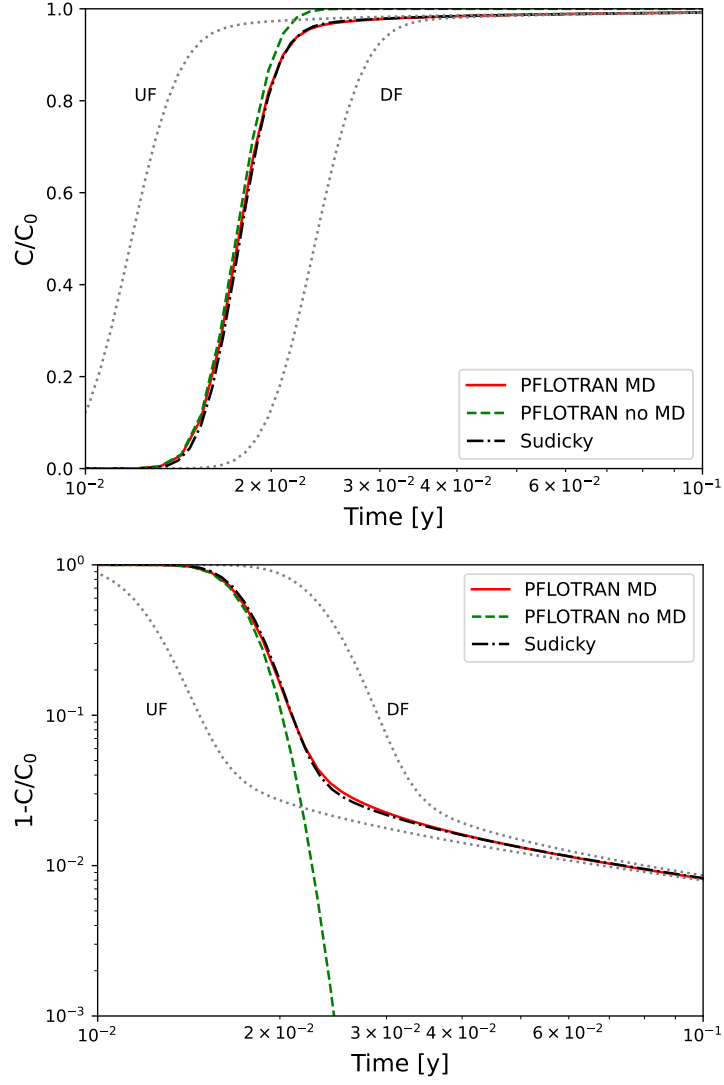 1.0
0.8
0.6
0.4
0.2
0.0
C/C₀
UF
DF
PFLOTRAN MD
PFLOTRAN no MD
Sudicky
10⁻²
2 × 10⁻²
3 × 10⁻²
4 × 10⁻²
6 × 10⁻²
10⁻¹
Time [y]
10⁰
10⁻¹
10⁻²
10⁻³
1-C/C₀
PFLOTRAN MD
PFLOTRAN no MD
Sudicky
UF
DF
10⁻²
2 × 10⁻²
3 × 10⁻²
4 × 10⁻²
6 × 10⁻²
10⁻¹
Time [y]